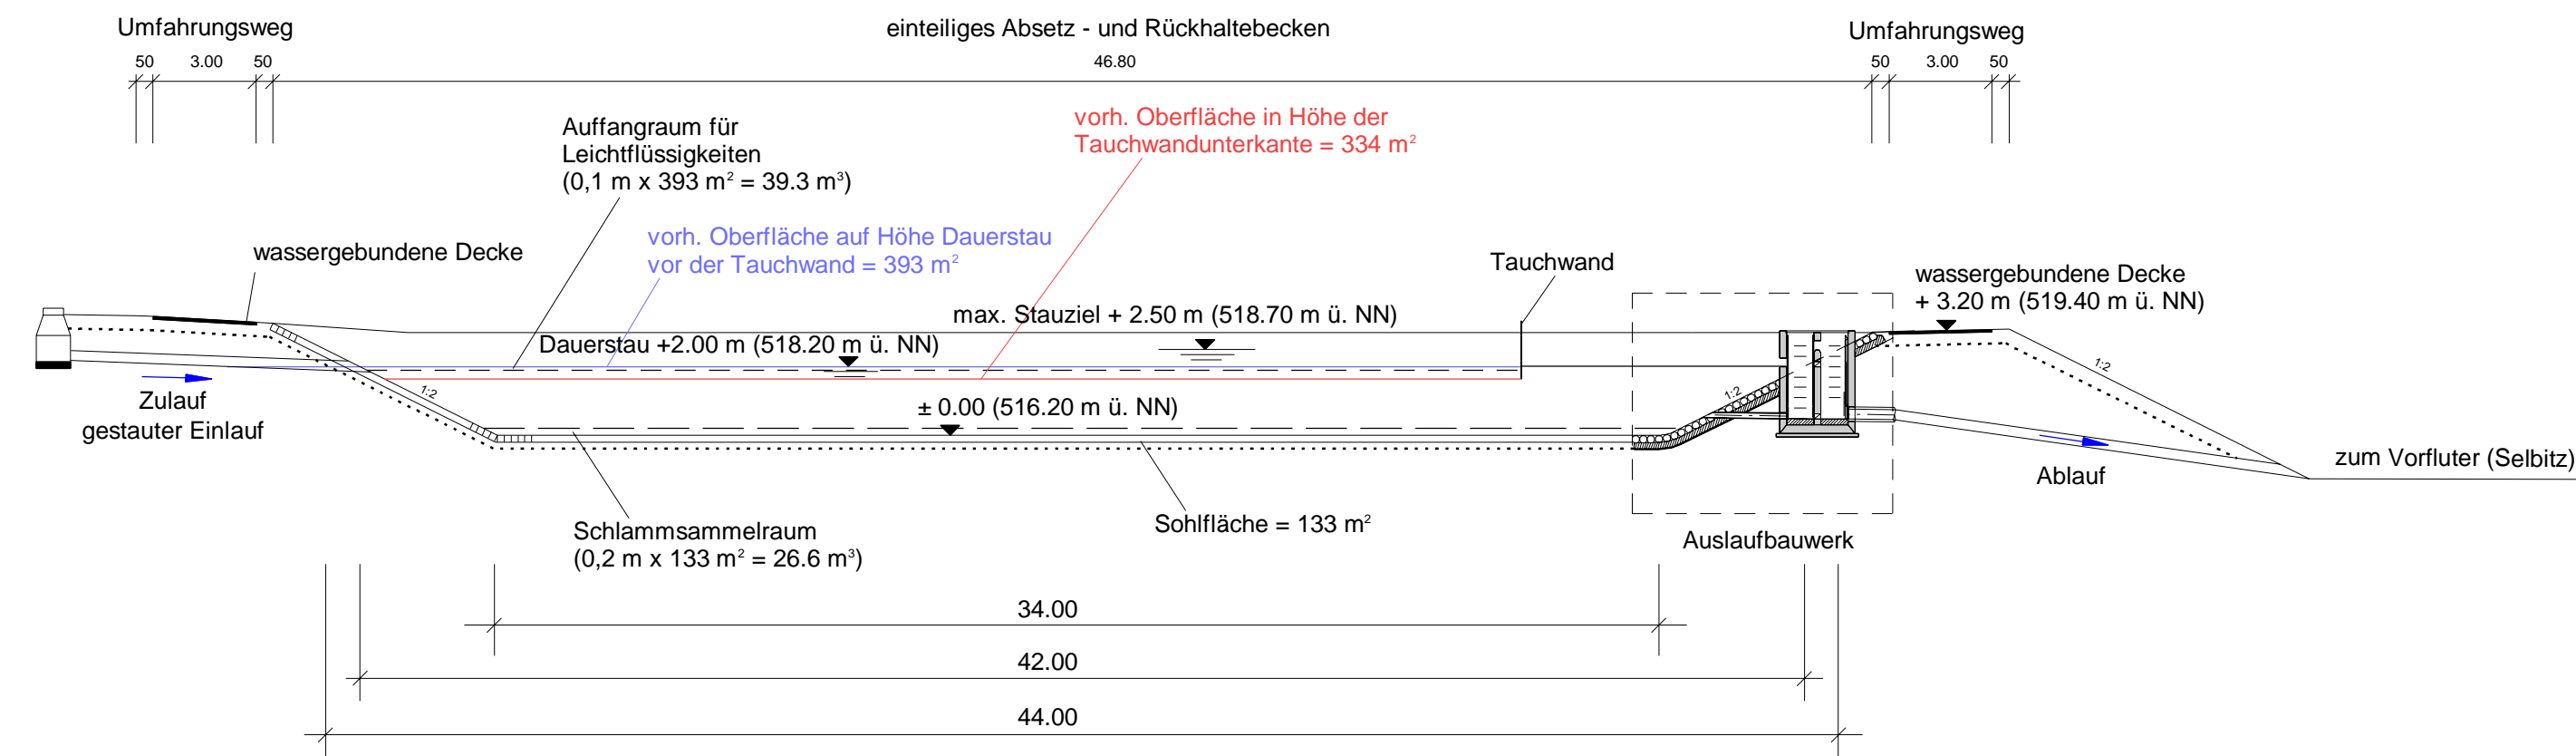 Umfahrungsweg
einteiliges Absetz - und Rückhaltebecken
Umfahrungsweg
50 3.00 50
46.80
50 3.00 50
Auffangraum für
Leichtflüssigkeiten
(0,1 m x 393 m² = 39.3 m³)
vorh. Oberfläche in Höhe der
Tauchwandunterkante = 334 m²
vorh. Oberfläche auf Höhe Dauerstau
vor der Tauchwand = 393 m²
wassergebundene Decke
Tauchwand
wassergebundene Decke
+ 3.20 m (519.40 m ü. NN)
max. Stauziel + 2.50 m (518.70 m ü. NN)
Dauerstau +2.00 m (518.20 m ü. NN)
1:2
1:2
1:2
Zulauf
gestauter Einlauf
± 0.00 (516.20 m ü. NN)
zum Vorfluter (Selbitz)
Ablauf
Schlammsammelraum
(0,2 m x 133 m² = 26.6 m³)
Sohlfläche = 133 m²
Auslaufbauwerk
34.00
42.00
44.00